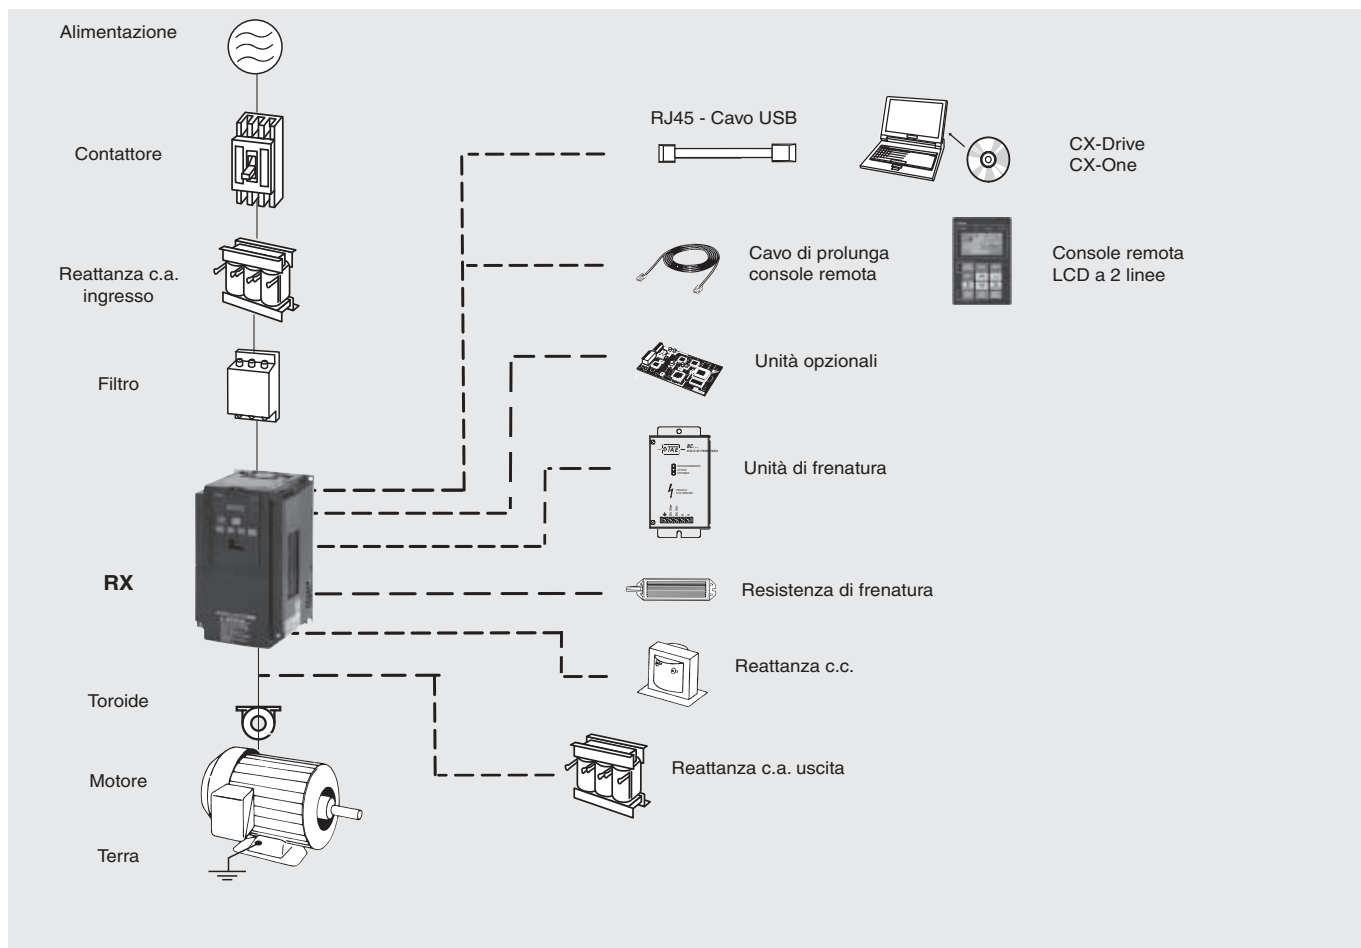 Alimentazione
RJ45 - Cavo USB
Contattore
CX-Drive
CX-One
Reattanza c.a.
ingresso
Cavo di prolunga
console remota
Console remota
LCD a 2 linee
Filtro
Unità opzionali
Unità di frenatura
RX
Resistenza di frenatura
Reattanza c.c.
Toroide
Reattanza c.a. uscita
Motore
Terra